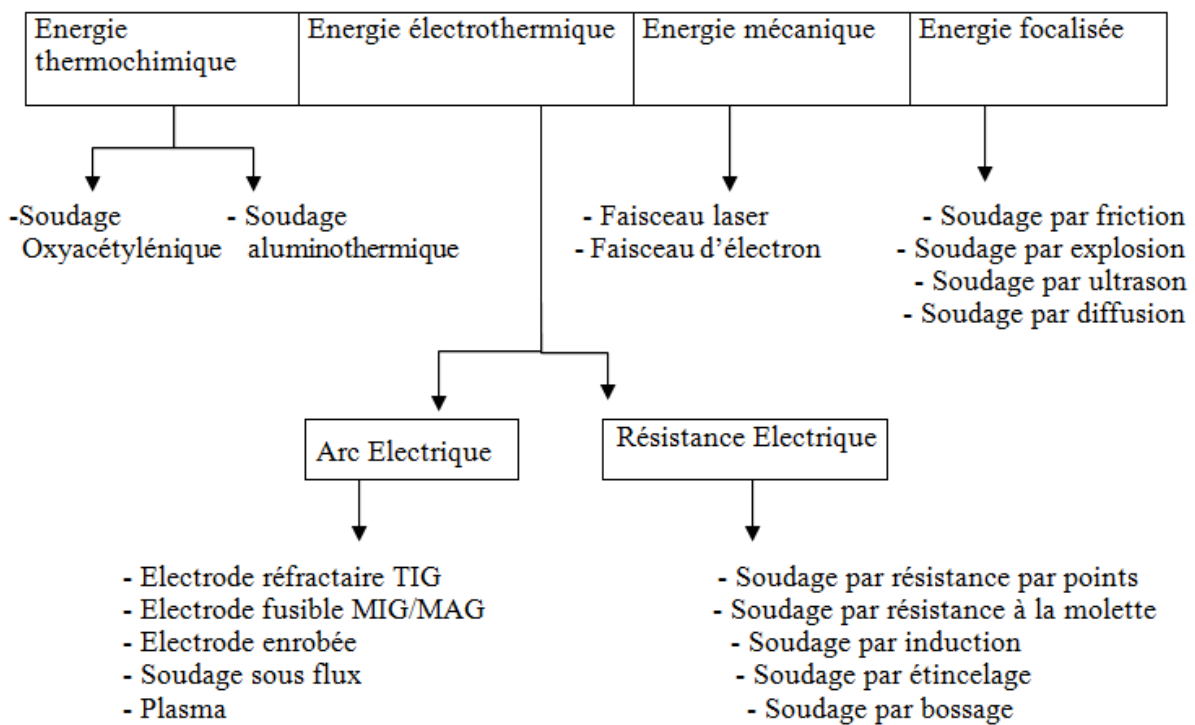 Energie
thermochimique
Energie électrothermique
Energie mécanique
Energie focalisée
-Soudage
Oxyacétylénique
- Soudage
aluminothermique
- Faisceau laser
- Faisceau d'électron
- Soudage par friction
- Soudage par explosion
- Soudage par ultrason
- Soudage par diffusion
Arc Electrique
Résistance Electrique
- Electrode réfractaire TIG
- Electrode fusible MIG/MAG
- Electrode enrobée
- Soudage sous flux
- Plasma
- Soudage par résistance par points
- Soudage par résistance à la molette
- Soudage par induction
- Soudage par étincelage
- Soudage par bossage